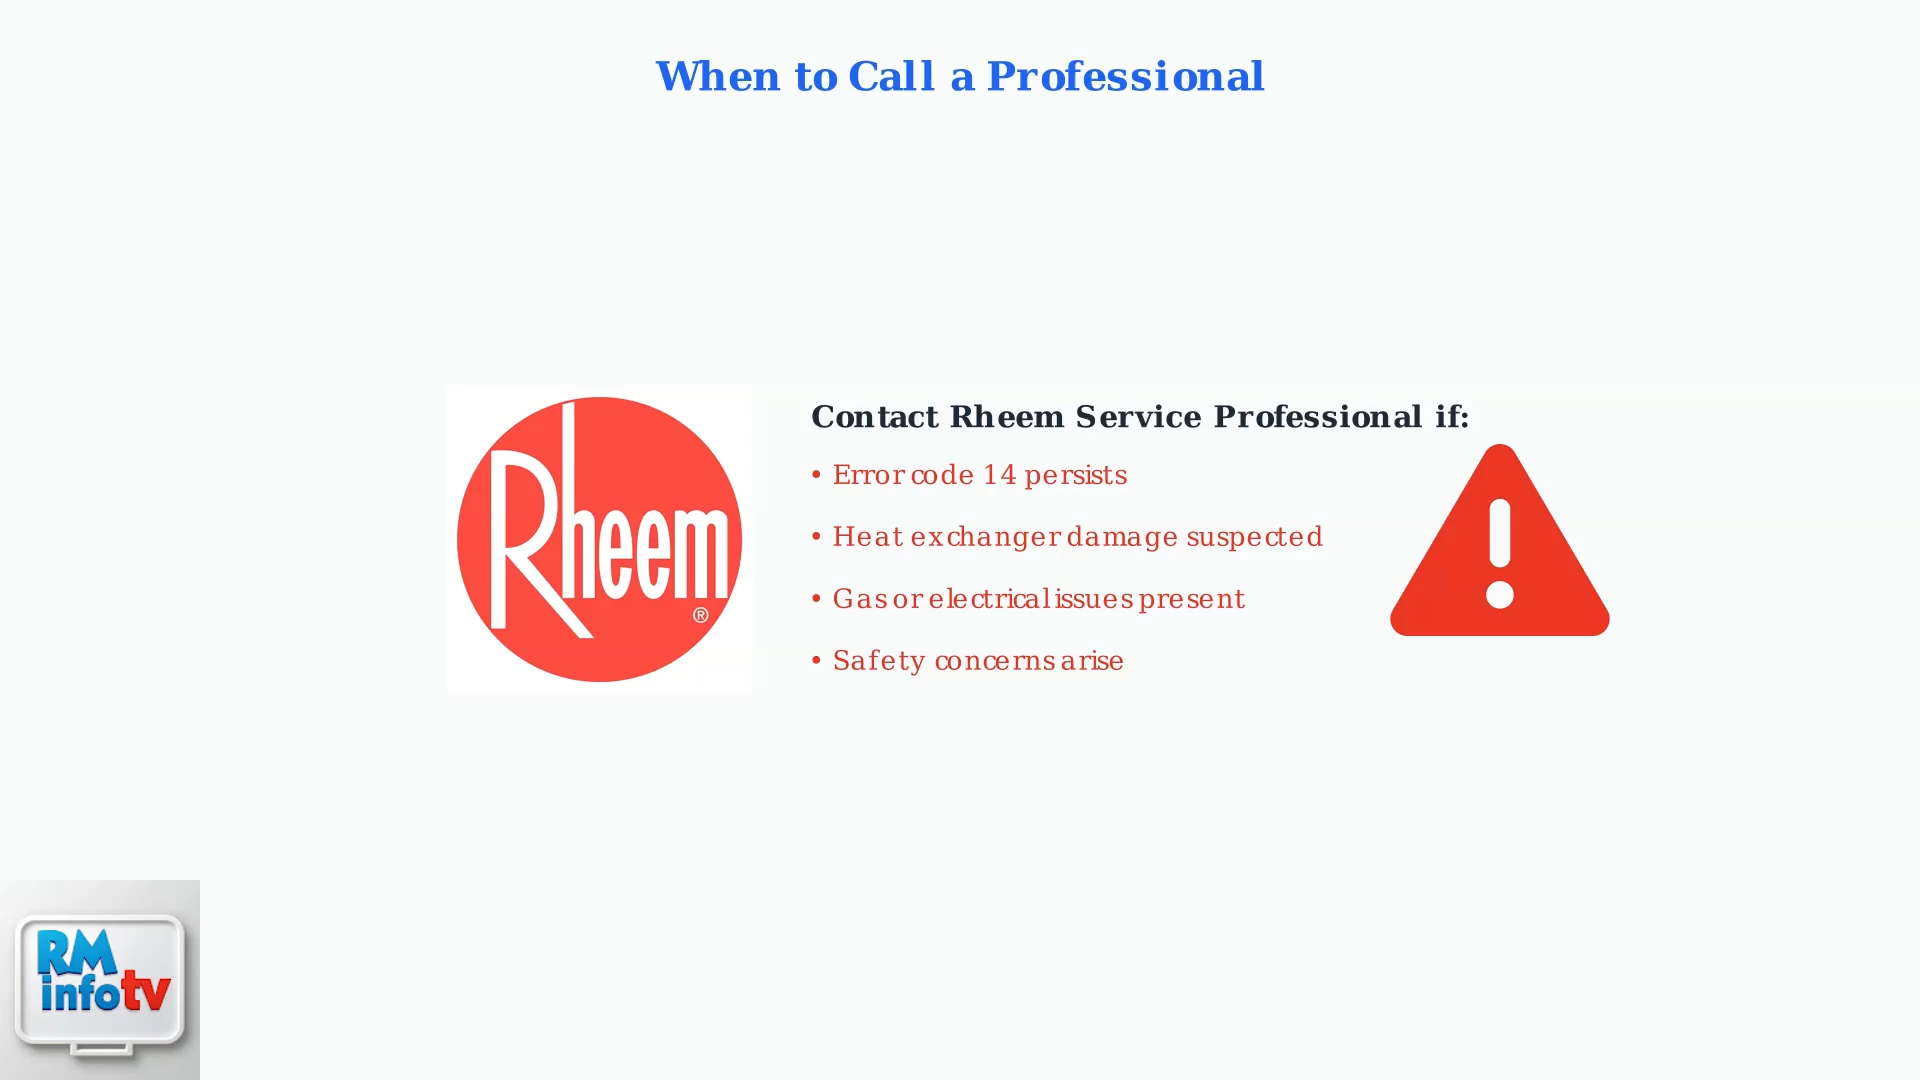 When to Call a Professional
Rheem
®
Contact Rheem Service Professional if:
• Error code 14 persists
• Heat exchanger damage suspected
• Gas or electrical issues present
• Safety concerns arise
RM
infotv